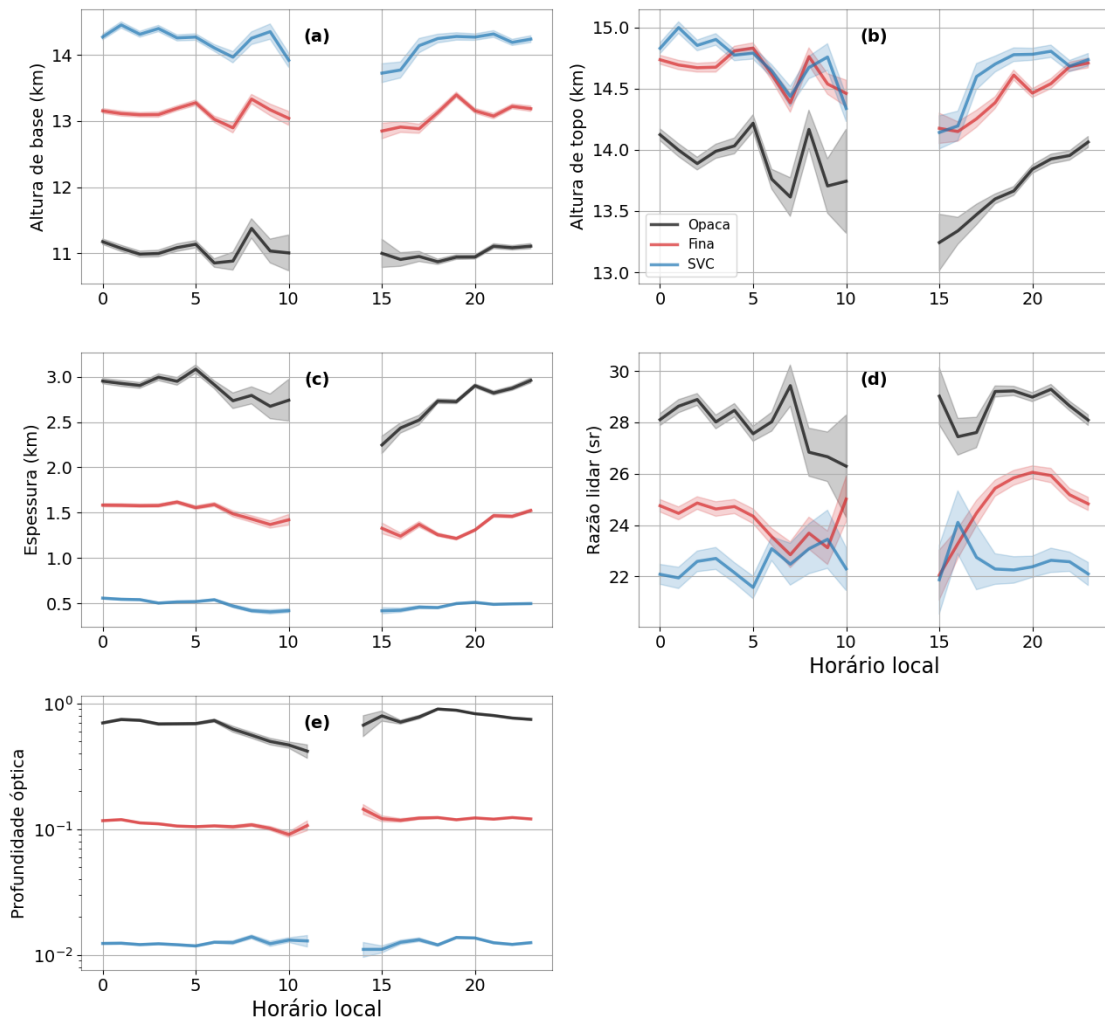 (a)
Altura de base (km)
14
13
12
11
0 5 10 15 20
(b)
Altura de topo (km)
15.0
14.5
14.0
13.5
13.0
Opaca
Fina
SVC
0 5 10 15 20
(c)
Espessura (km)
3.0
2.5
2.0
1.5
1.0
0.5
0 5 10 15 20
(d)
Razão lidar (sr)
30
28
26
24
22
0 5 10 15 20
Horário local
(e)
Profundidade óptica
10⁰
10⁻¹
10⁻²
0 5 10 15 20
Horário local